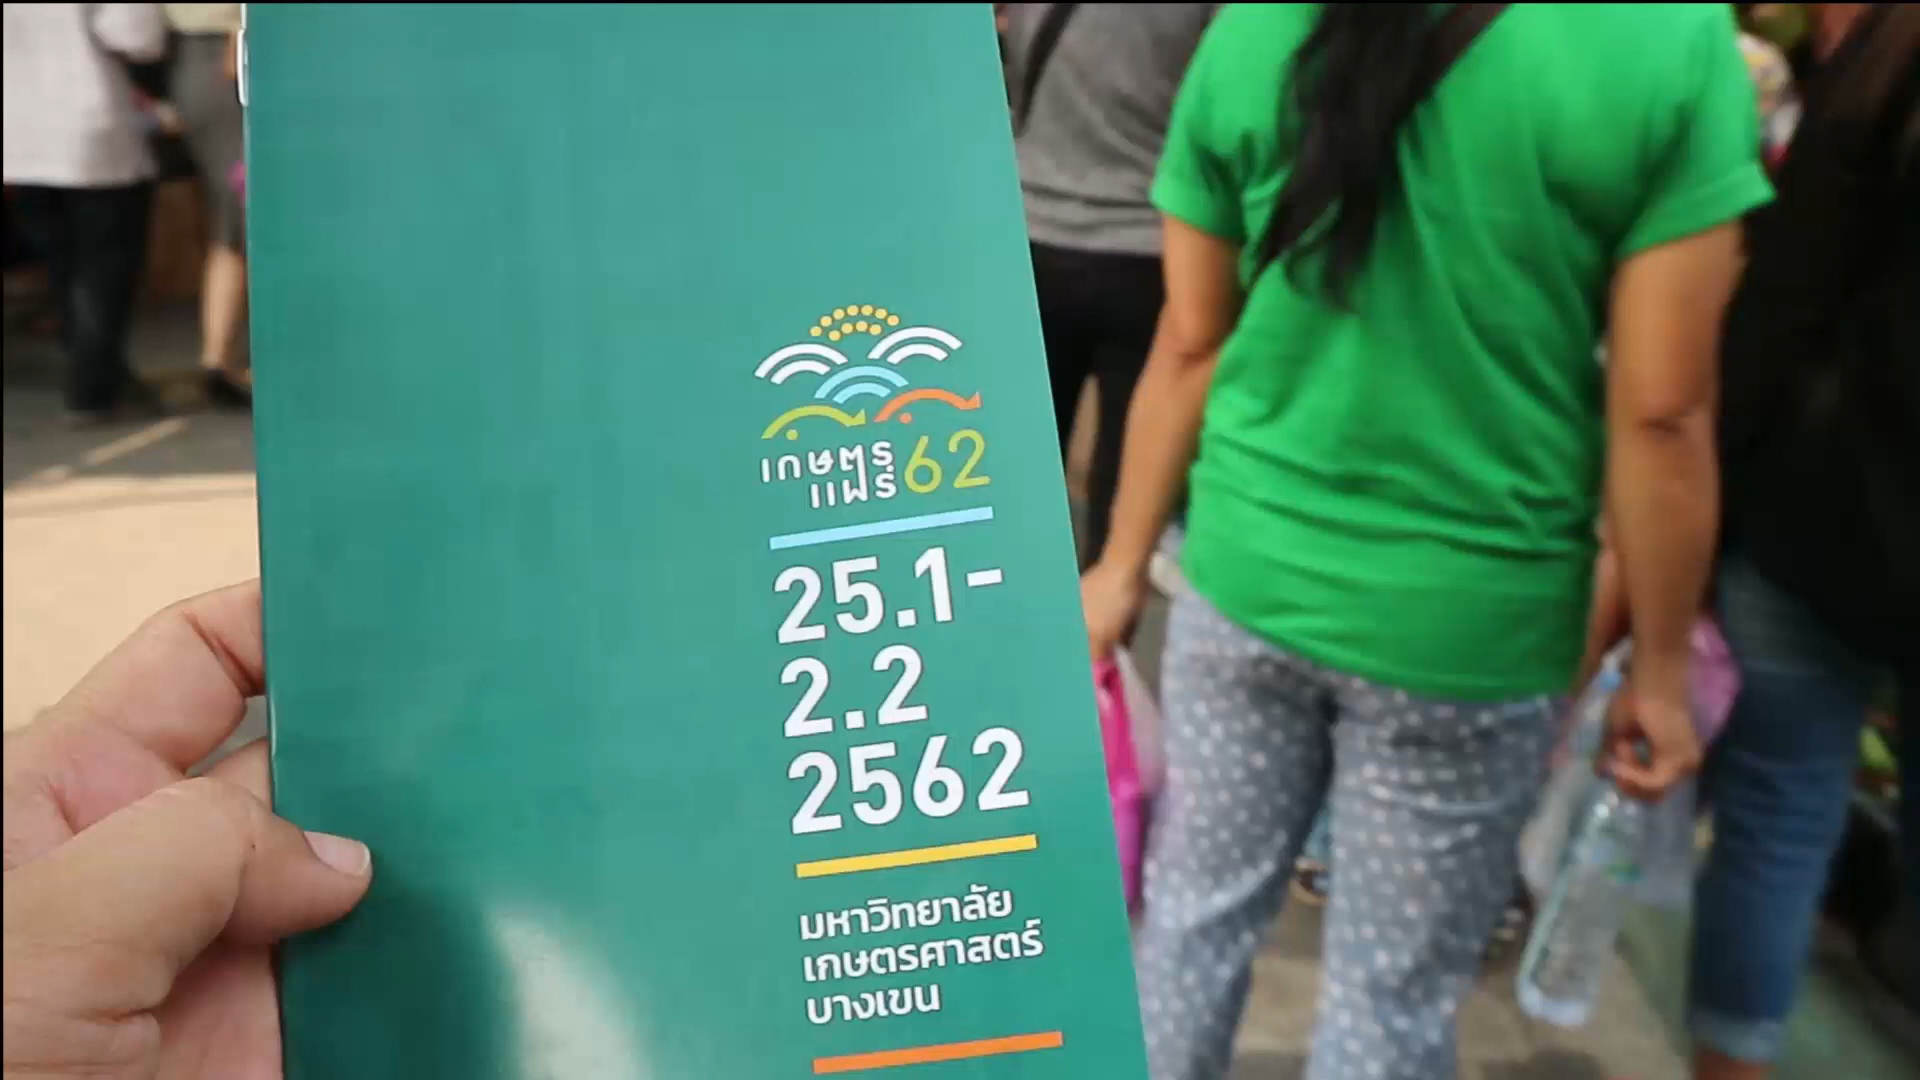 เกษตร
แฟร์ 62
25.1-
2.2
2562
มหาวิทยาลัย
เกษตรศาสตร์
บางเขน